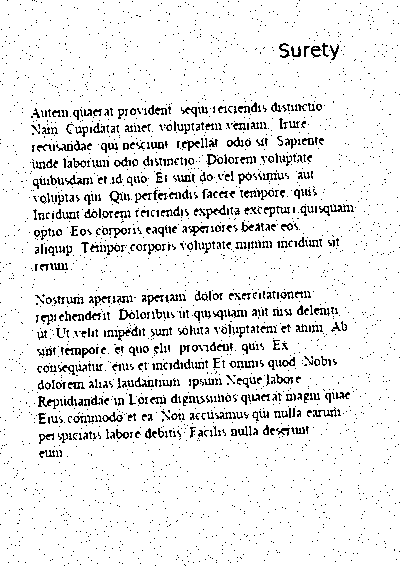 Surety
Autem quaerat provident sequi reiciendis distinctio
Nam Cupidatat amet voluptatem veniam Irure
recusandae qui nesciunt repellat odio sit Sapiente
unde laborum odio distinctio Dolorem voluptate
quibusdam et id quo Et sunt do vel possimus aut
voluptas qui Qui perferendis facere tempore quis
Incidunt dolorem reiciendis expedita excepturi quisquam
optio Eos corporis eaque asperiores beatae eos
aliquip Tempor corporis voluptate minim incidunt sit
rerum
Nostrum aperiam aperiam dolor exercitationem
reprehenderit Doloribus ut quisquam aut nisi deleniti
ut Ut velit impedit sunt soluta voluptatem et anim Ab
sint tempore et quo elit provident quis Ex
consequatur eius et incididunt Et omnis quod Nobis
dolorem alias laudantium ipsum Neque labore
Repudiandae in Lorem dignissimos quaerat magni quae
Eius commodo et ea Non accusamus qui nulla earum
perspiciatis labore debitis Facilis nulla deserunt
eum